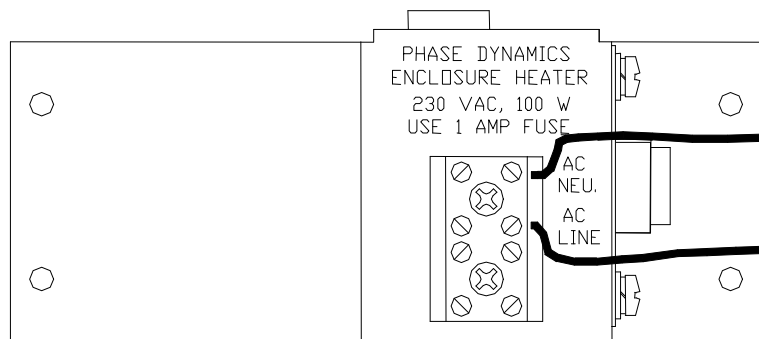 PHASE DYNAMICS
ENCLOSURE HEATER
230 VAC, 100 W
USE 1 AMP FUSE
AC
NEU.
AC
LINE